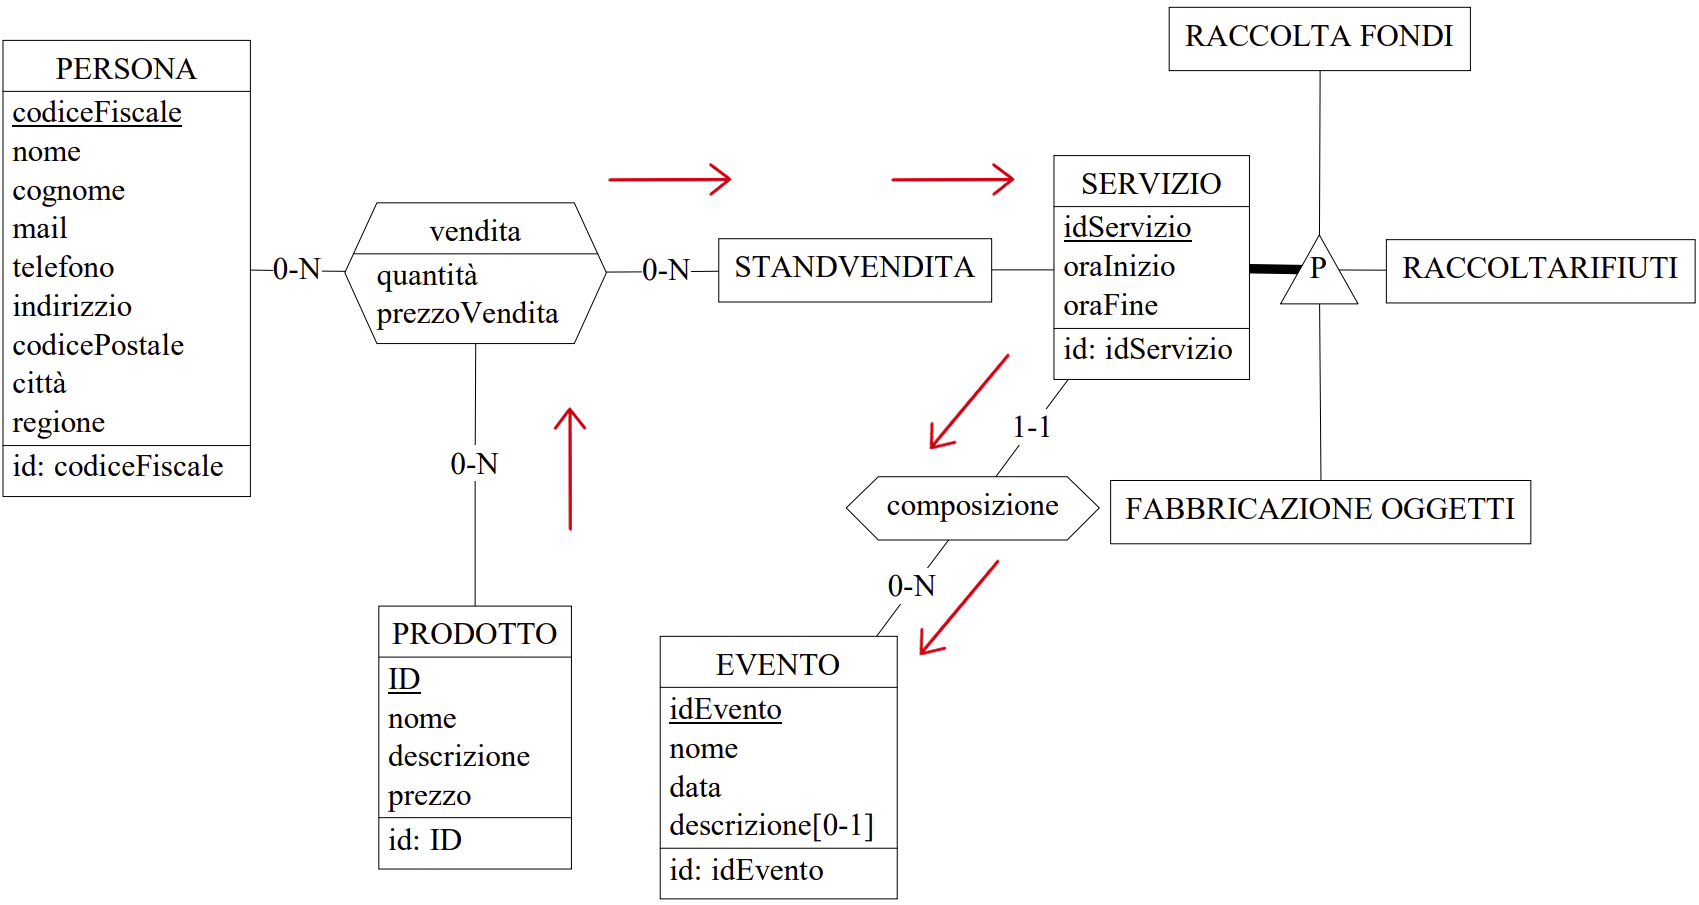 PERSONA
codiceFiscale
nome
cognome
mail
telefono
indirizzo
codicePostale
città
regione
id: codiceFiscale
0-N
vendita
quantità
prezzoVendita
0-N
STANDVENDITA
SERVIZIO
idServizio
oraInizio
oraFine
id: idServizio
P
RACCOLTA FONDI
RACCOLTARIFIUTI
FABBRICAZIONE OGGETTI
0-N
1-1
composizione
0-N
PRODOTTO
ID
nome
descrizione
prezzo
id: ID
EVENTO
idEvento
nome
data
descrizione[0-1]
id: idEvento